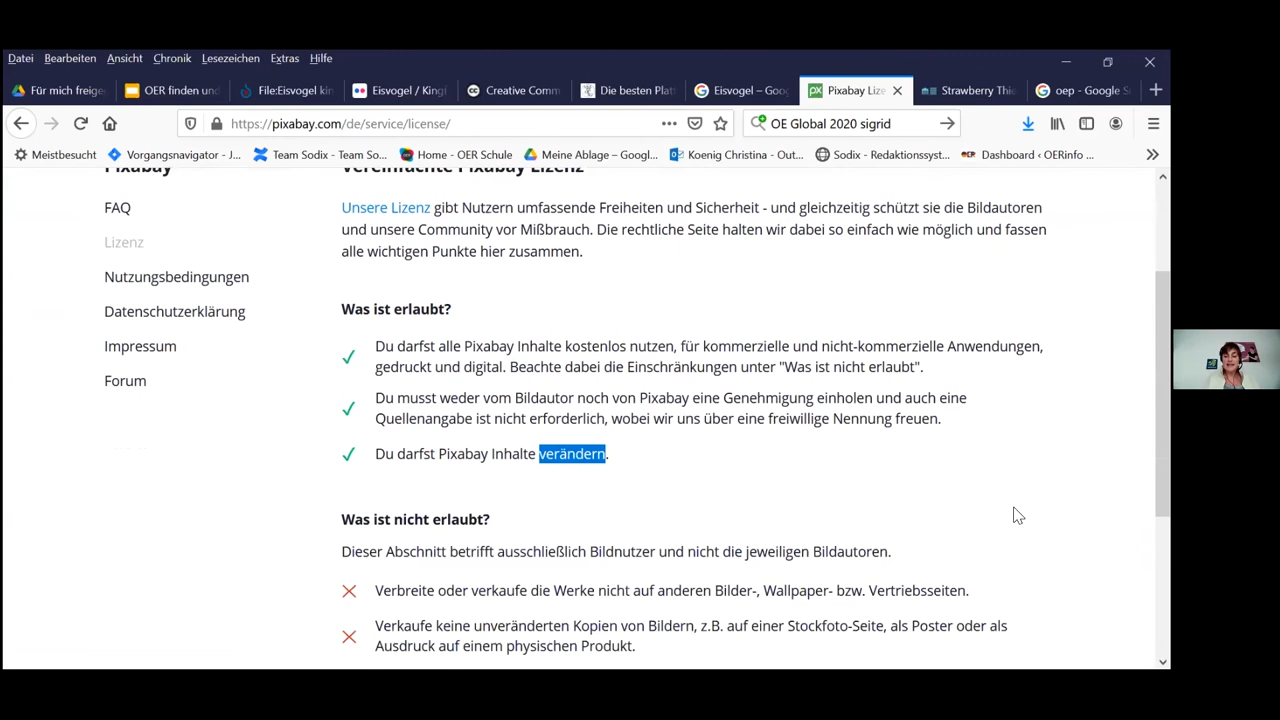 Datei Bearbeiten Ansicht Chronik Lesezeichen Extras Hilfe
Für mich freige OER finden und File:Eisvogel kin Eisvogel / Kingf Creative Comm Die besten Platt Eisvogel – Goo Pixabay Lize Strawberry Thie oep - Google S
https://pixabay.com/de/service/license/ OE Global 2020 sigrid
Meistbesucht Vorgangsnavigator - J... Team Sodix - Team So... Home - OER Schule Meine Ablage – Googl... Koenig Christina - Out... Sodix - Redaktionssyst... Dashboard ‹ OERinfo ...
Pixabay
FAQ
Lizenz
Nutzungsbedingungen
Datenschutzerklärung
Impressum
Forum
Vereinfachte Pixabay Lizenz
Unsere Lizenz gibt Nutzern umfassende Freiheiten und Sicherheit - und gleichzeitig schützt sie die Bildautoren
und unsere Community vor Mißbrauch. Die rechtliche Seite halten wir dabei so einfach wie möglich und fassen
alle wichtigen Punkte hier zusammen.
Was ist erlaubt?
Du darfst alle Pixabay Inhalte kostenlos nutzen, für kommerzielle und nicht-kommerzielle Anwendungen,
gedruckt und digital. Beachte dabei die Einschränkungen unter "Was ist nicht erlaubt".
Du musst weder vom Bildautor noch von Pixabay eine Genehmigung einholen und auch eine
Quellenangabe ist nicht erforderlich, wobei wir uns über eine freiwillige Nennung freuen.
Du darfst Pixabay Inhalte verändern.
Was ist nicht erlaubt?
Dieser Abschnitt betrifft ausschließlich Bildnutzer und nicht die jeweiligen Bildautoren.
Verbreite oder verkaufe die Werke nicht auf anderen Bilder-, Wallpaper- bzw. Vertriebsseiten.
Verkaufe keine unveränderten Kopien von Bildern, z.B. auf einer Stockfoto-Seite, als Poster oder als
Ausdruck auf einem physischen Produkt.